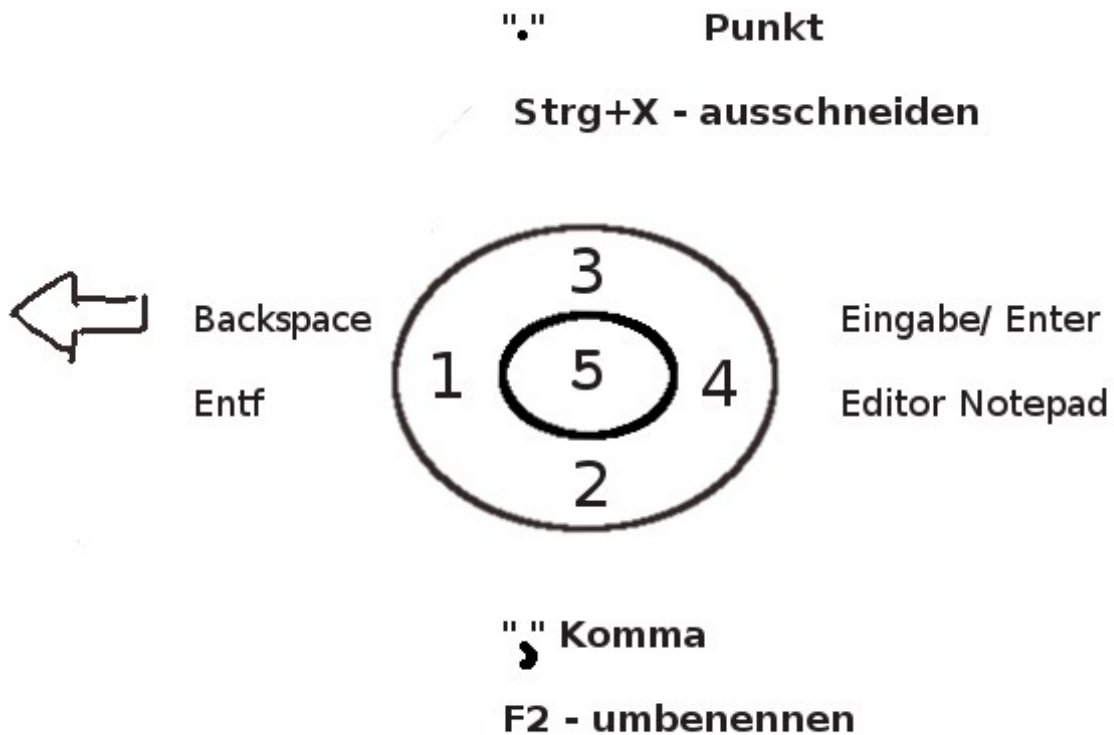 "." Punkt
Strg+X - ausschneiden
3
Backspace
1
5
4
Eingabe/ Enter
Entf
Editor Notepad
2
"," Komma
F2 - umbenennen